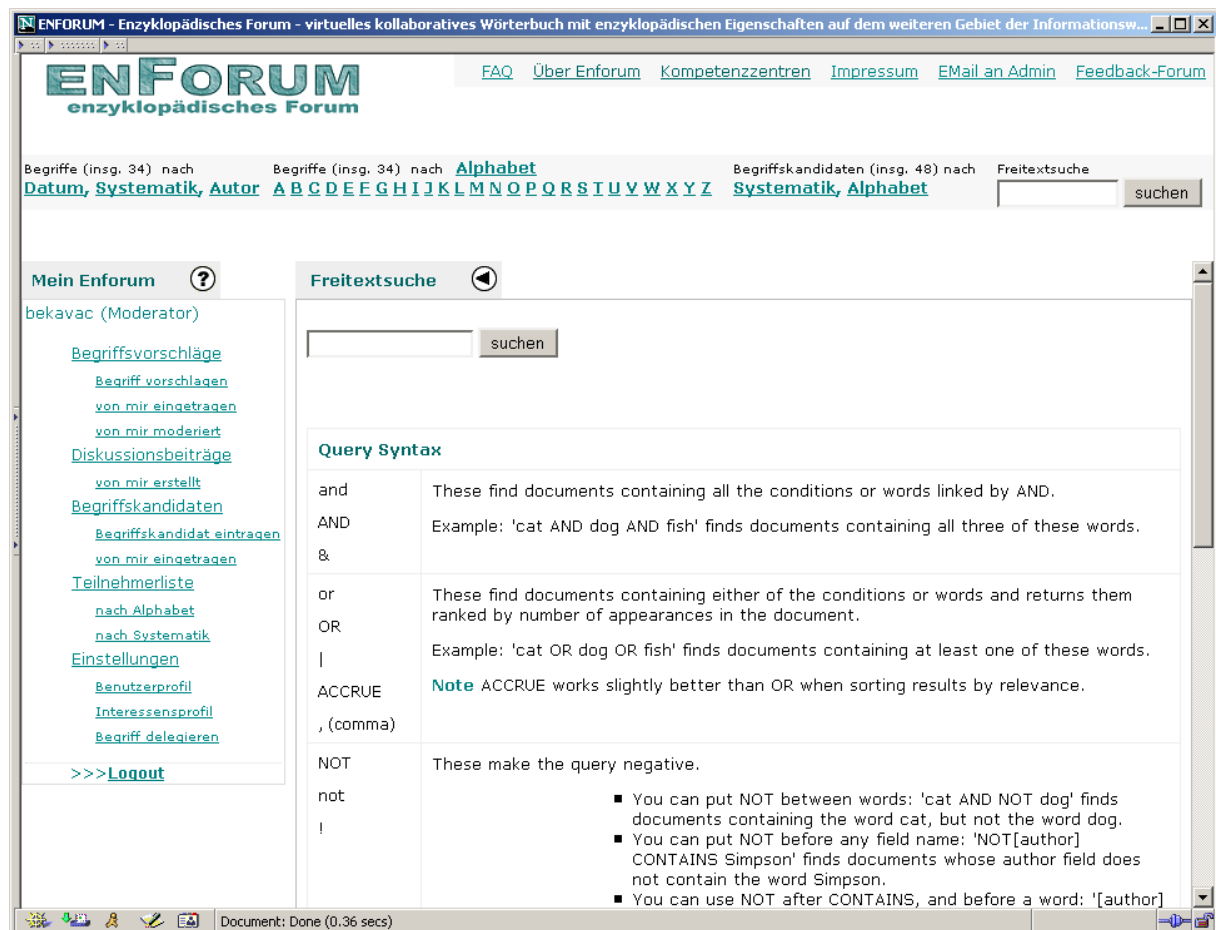 ENFORUM - Enzyklopädisches Forum - virtuelles kollaboratives Wörterbuch mit enzyklopädischen Eigenschaften auf dem weiteren Gebiet der Informationsw...
ENFORUM
enzyklopädisches Forum
FAQ Über Enforum Kompetenzzentren Impressum EMail an Admin Feedback-Forum
Begriffe (insg. 34) nach
Datum, Systematik, Autor
Begriffe (insg. 34) nach Alphabet
A B C D E F G H I J K L M N O P Q R S T U V W X Y Z
Begriffskandidaten (insg. 48) nach
Systematik, Alphabet
Freitextsuche
suchen
Mein Enforum ?
bekavac (Moderator)
Begriffsvorschläge
Begriff vorschlagen
von mir eingetragen
von mir moderiert
Diskussionsbeiträge
von mir erstellt
Begriffskandidaten
Begriffskandidat eintragen
von mir eingetragen
Teilnehmerliste
nach Alphabet
nach Systematik
Einstellungen
Benutzerprofil
Interessensprofil
Begriff delegieren
>>>Logout
Freitextsuche
suchen
Query Syntax
and
AND
&
These find documents containing all the conditions or words linked by AND.
Example: 'cat AND dog AND fish' finds documents containing all three of these words.
or
OR
|
ACCRUE
, (comma)
These find documents containing either of the conditions or words and returns them
ranked by number of appearances in the document.
Example: 'cat OR dog OR fish' finds documents containing at least one of these words.
Note ACCRUE works slightly better than OR when sorting results by relevance.
NOT
not
!
These make the query negative.
■ You can put NOT between words: 'cat AND NOT dog' finds
documents containing the word cat, but not the word dog.
■ You can put NOT before any field name: 'NOT[author]
CONTAINS Simpson' finds documents whose author field does
not contain the word Simpson.
■ You can use NOT after CONTAINS, and before a word: '[author]
Document: Done (0.36 secs)